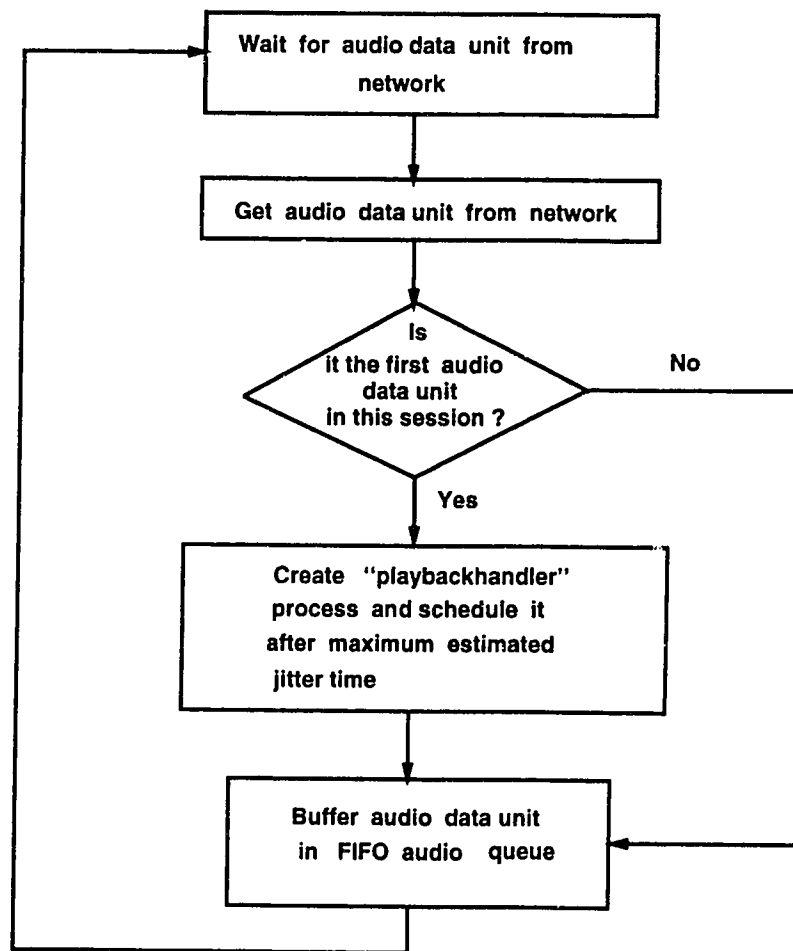 Wait for audio data unit from
network
Get audio data unit from network
Is
it the first audio
data unit
in this session ?
No
Yes
Create “playbackhandler”
process and schedule it
after maximum estimated
jitter time
Buffer audio data unit
in FIFO audio queue